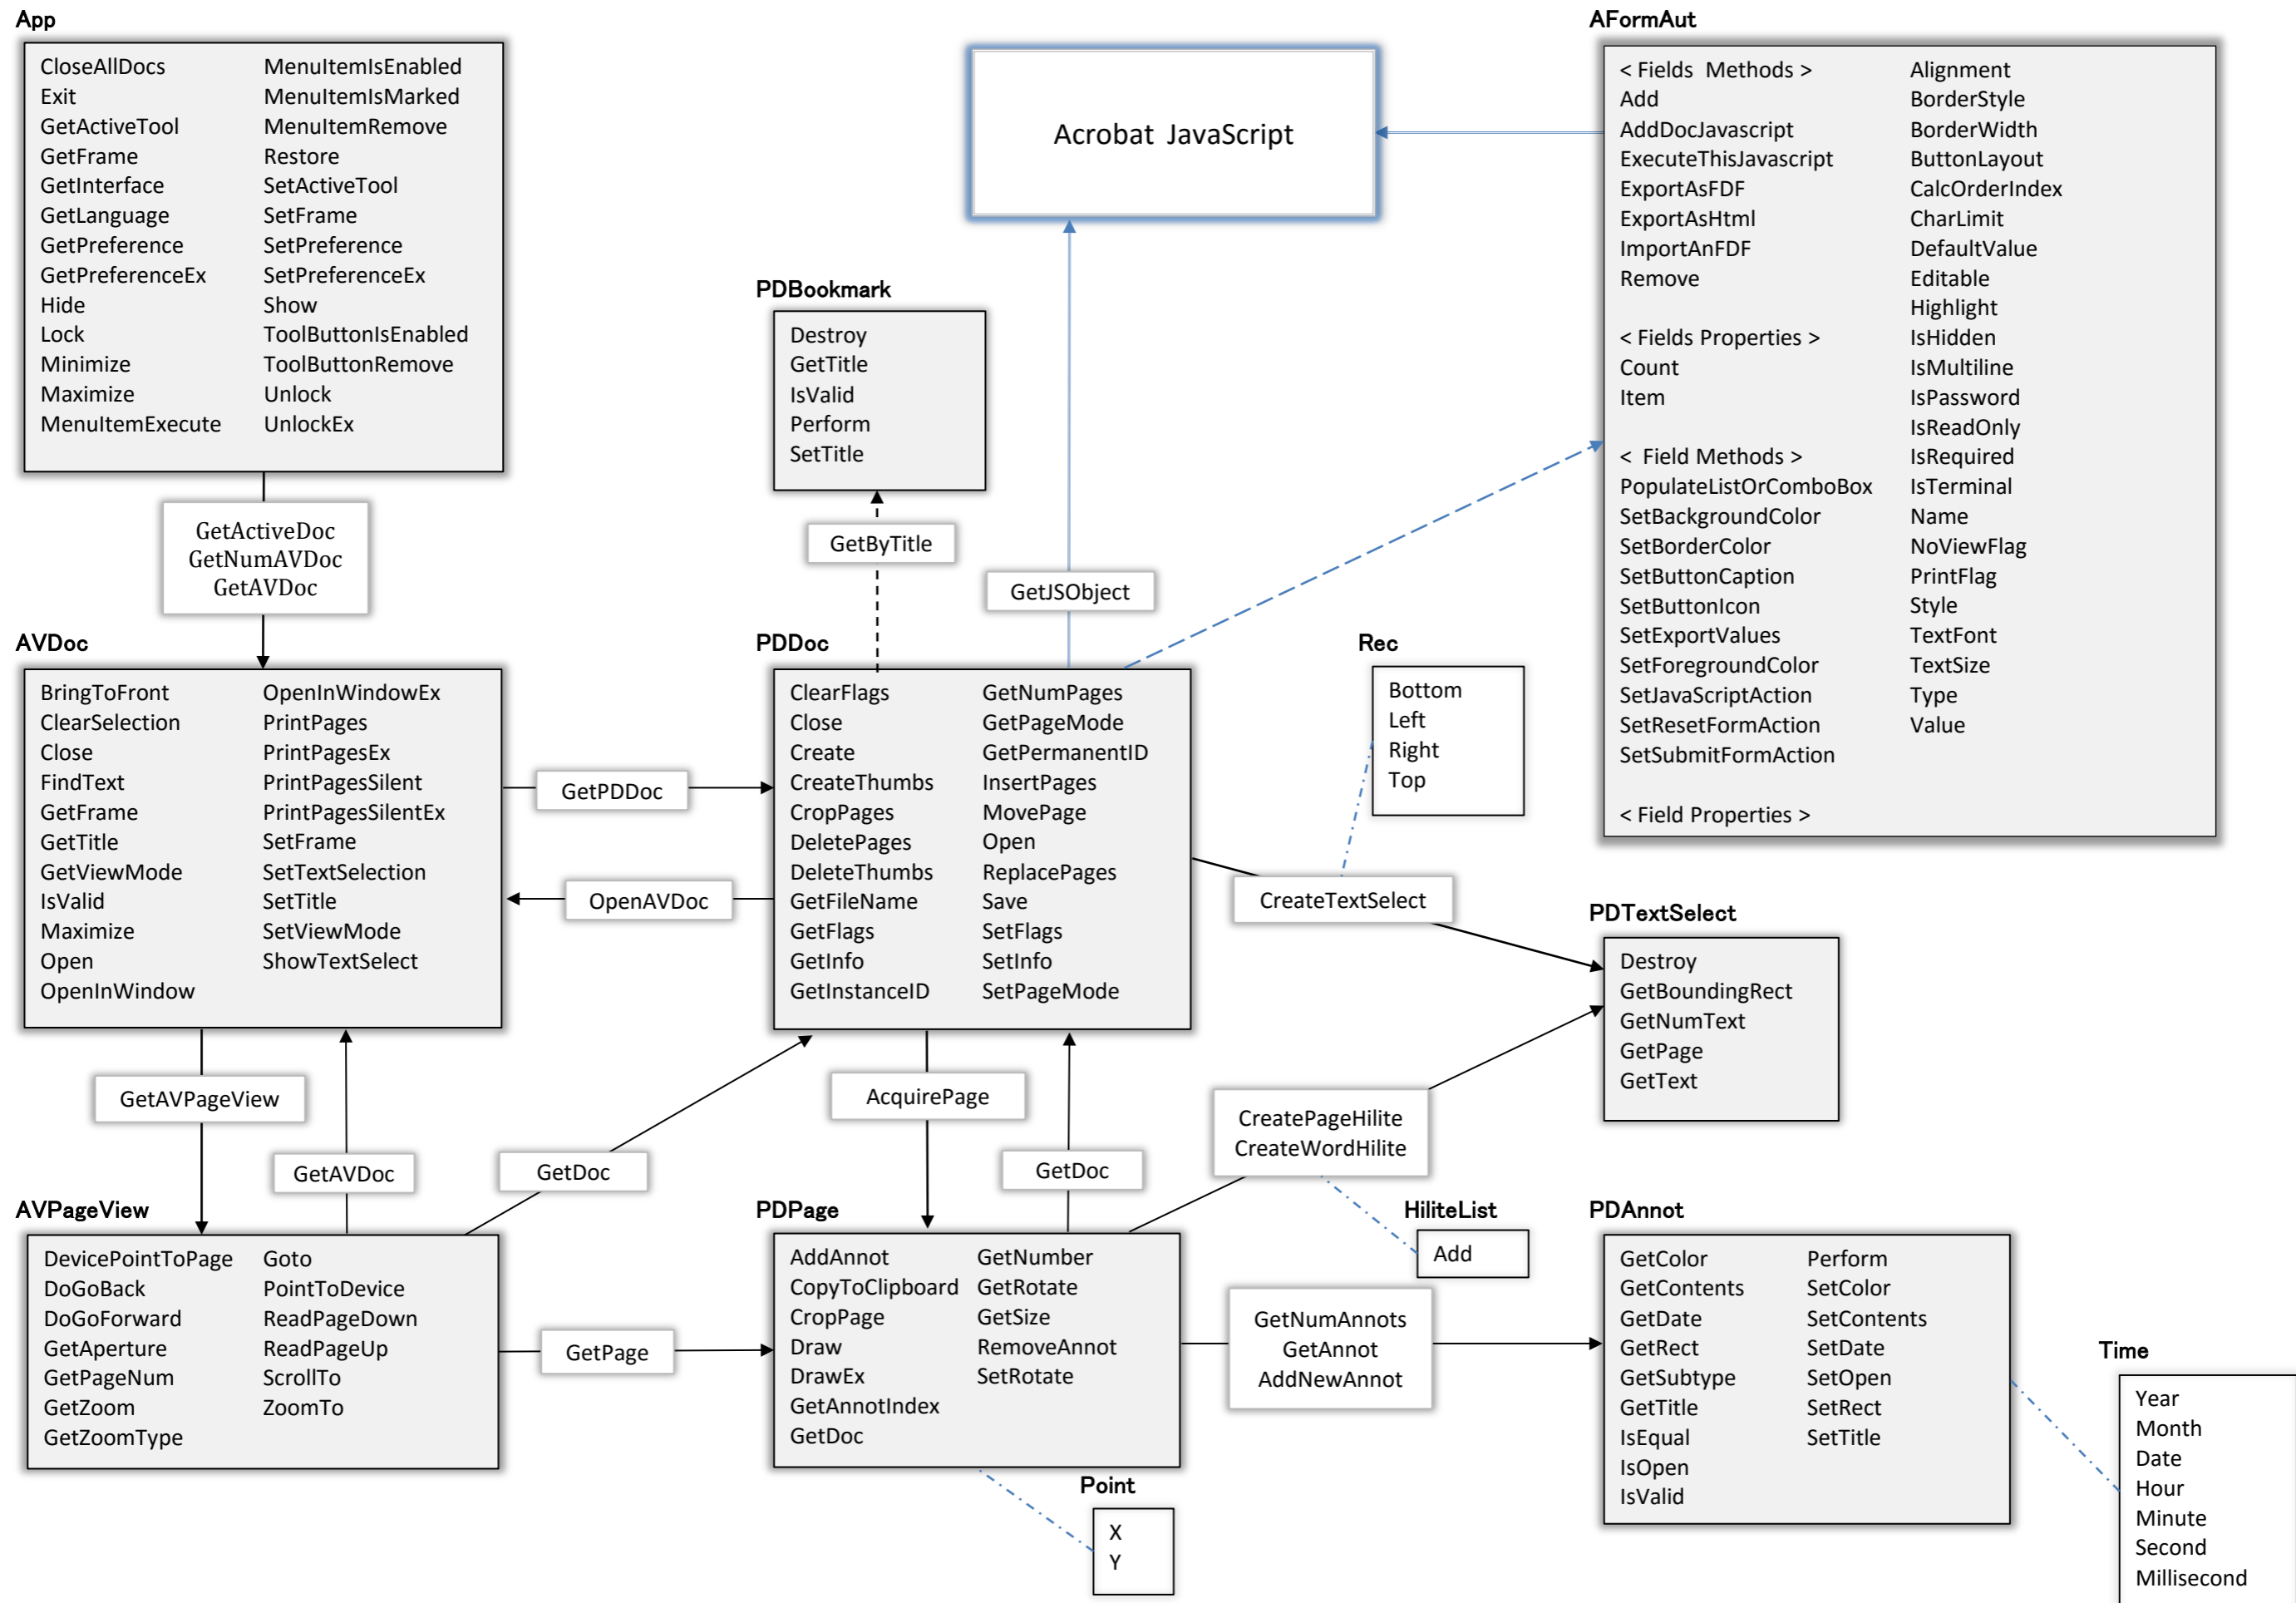 App
CloseAllDocs
Exit
GetActiveTool
GetFrame
GetInterface
GetLanguage
GetPreference
GetPreferenceEx
Hide
Lock
Minimize
Maximize
MenuItemExecute
MenuItemIsEnabled
MenuItemIsMarked
MenuItemRemove
Restore
SetActiveTool
SetFrame
SetPreference
SetPreferenceEx
Show
ToolButtonIsEnabled
ToolButtonRemove
Unlock
UnlockEx
GetActiveDoc
GetNumAVDoc
GetAVDoc
AVDoc
BringToFront
ClearSelection
Close
FindText
GetFrame
GetTitle
GetViewMode
IsValid
Maximize
Open
OpenInWindow
OpenInWindowEx
PrintPages
PrintPagesEx
PrintPagesSilent
PrintPagesSilentEx
SetFrame
SetTextSelection
SetTitle
SetViewMode
ShowTextSelect
GetAVPageView
GetAVDoc
GetDoc
AVPageView
DevicePointToPage
DoGoBack
DoGoForward
GetAperture
GetPageNum
GetZoom
GetZoomType
Goto
PointToDevice
ReadPageDown
ReadPageUp
ScrollTo
ZoomTo
GetPDDoc
OpenAVDoc
GetPage
Acrobat JavaScript
PDBookmark
Destroy
GetTitle
IsValid
Perform
SetTitle
GetByTitle
GetJSObject
PDDoc
ClearFlags
Close
Create
CreateThumbs
CropPages
DeletePages
DeleteThumbs
GetFileName
GetFlags
GetInfo
GetInstanceID
GetNumPages
GetPageMode
GetPermanentID
InsertPages
MovePage
Open
ReplacePages
Save
SetFlags
SetInfo
SetPageMode
AcquirePage
GetDoc
PDPage
AddAnnot
CopyToClipboard
CropPage
Draw
DrawEx
GetAnnotIndex
GetDoc
GetNumber
GetRotate
GetSize
RemoveAnnot
SetRotate
Point
X
Y
Rec
Bottom
Left
Right
Top
CreateTextSelect
CreatePageHilite
CreateWordHilite
HiliteList
Add
GetNumAnnots
GetAnnot
AddNewAnnot
AFormAut
< Fields Methods >
Add
AddDocJavascript
ExecuteThisJavascript
ExportAsFDF
ExportAsHtml
ImportAnFDF
Remove
< Fields Properties >
Count
Item
< Field Methods >
PopulateListOrComboBox
SetBackgroundColor
SetBorderColor
SetButtonCaption
SetButtonIcon
SetExportValues
SetForegroundColor
SetJavaScriptAction
SetResetFormAction
SetSubmitFormAction
< Field Properties >
Alignment
BorderStyle
BorderWidth
ButtonLayout
CalcOrderIndex
CharLimit
DefaultValue
Editable
Highlight
IsHidden
IsMultiline
IsPassword
IsReadOnly
IsRequired
IsTerminal
Name
NoViewFlag
PrintFlag
Style
TextFont
TextSize
Type
Value
PDTextSelect
Destroy
GetBoundingRect
GetNumText
GetPage
GetText
PDAnnot
GetColor
GetContents
GetDate
GetRect
GetSubtype
GetTitle
IsEqual
IsOpen
IsValid
Perform
SetColor
SetContents
SetDate
SetOpen
SetRect
SetTitle
Time
Year
Month
Date
Hour
Minute
Second
Millisecond